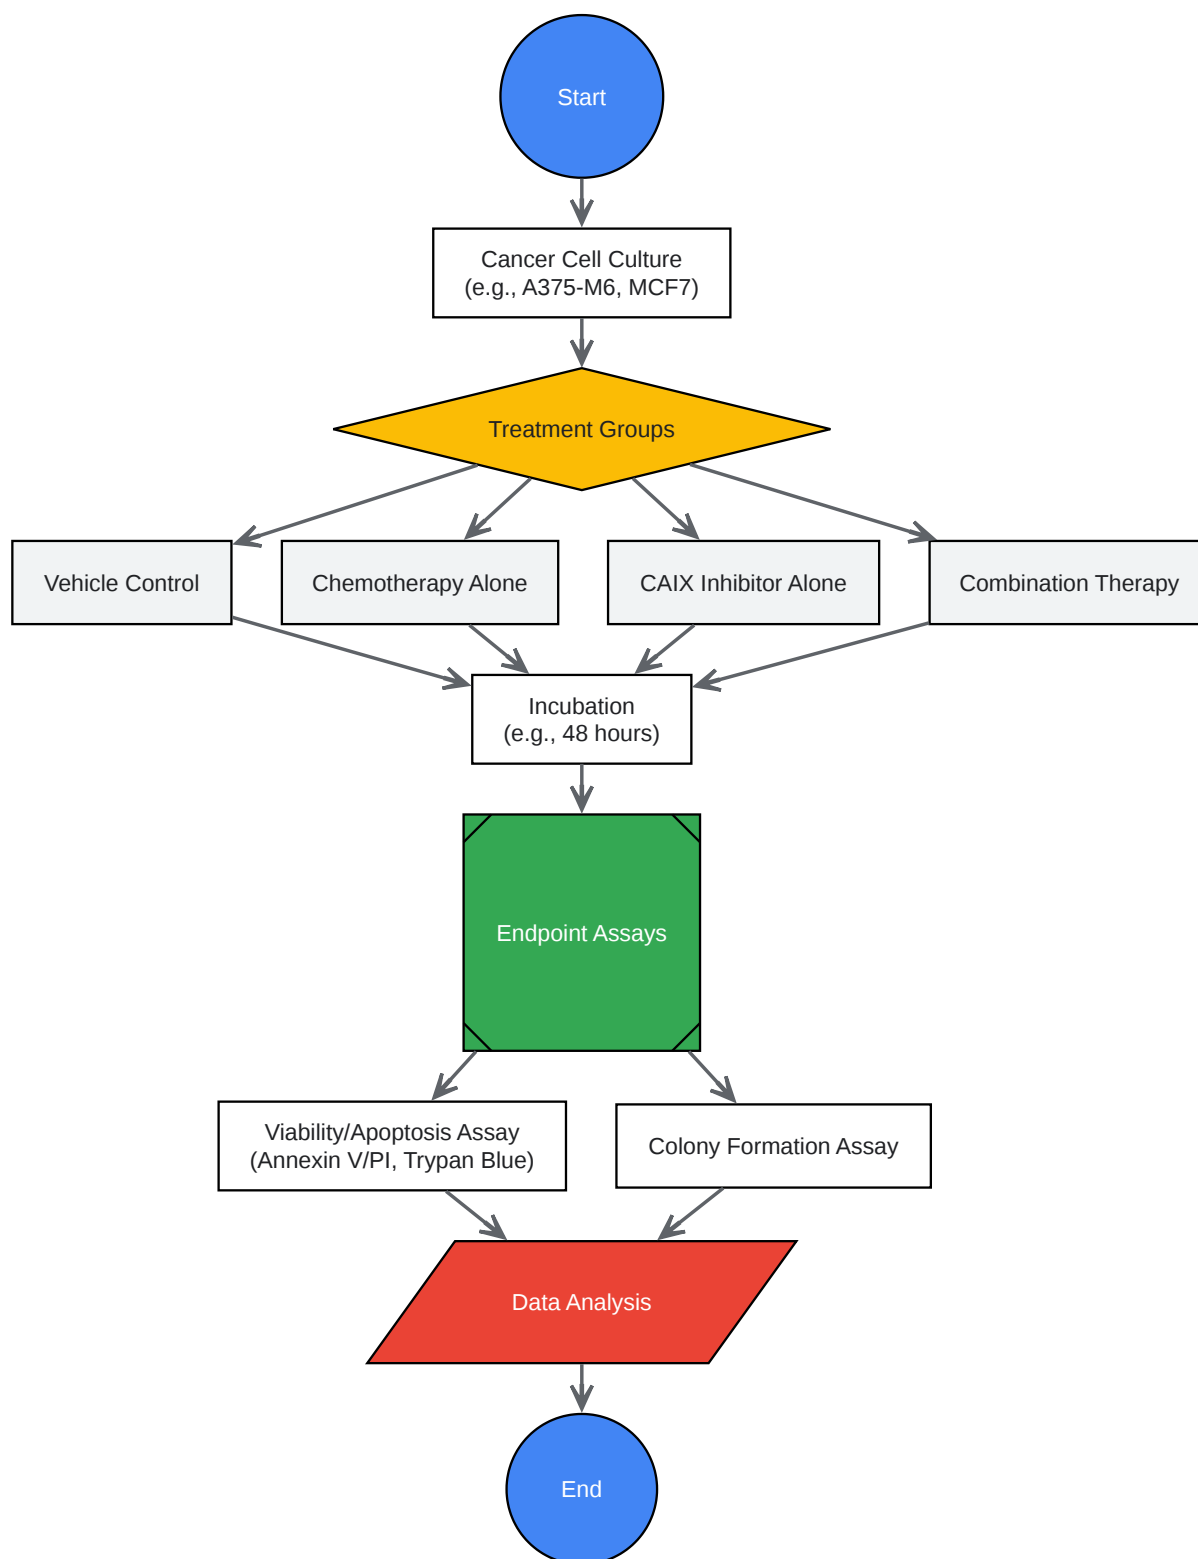 Start
Cancer Cell Culture
(e.g., A375-M6, MCF7)
Treatment Groups
Vehicle Control
Chemotherapy Alone
CAIX Inhibitor Alone
Combination Therapy
Incubation
(e.g., 48 hours)
Endpoint Assays
Viability/Apoptosis Assay
(Annexin V/PI, Trypan Blue)
Colony Formation Assay
Data Analysis
End